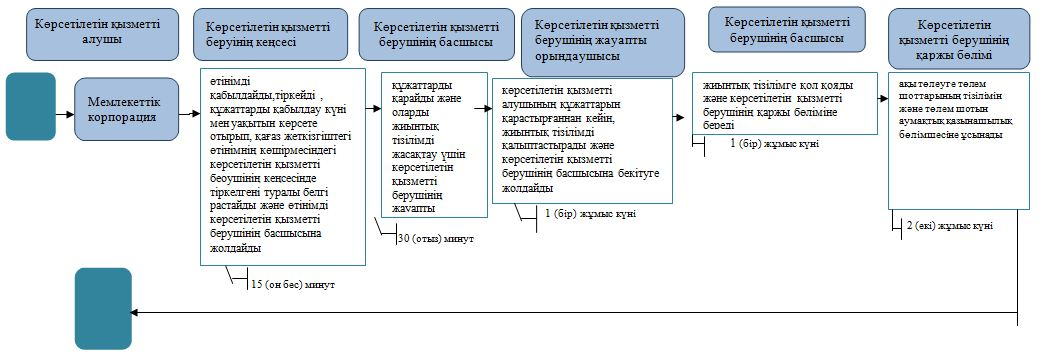 Көрсетілетін қызметті
алушы
Көрсетілетін қызметті
беруінің кеңсесі
Көрсетілетін қызметті
берушінің басшысы
Көрсетілетін қызметті
берушінің жауапты
орындаушысы
Көрсетілетін қызметті
берушінің басшысы
Көрсетілетін
қызметті берушінің
қаржы бөлімі
Мемлекеттік
корпорация
өтінімді
қабылдайды,тіркейді ,
құжаттарды қабылдау күні
мен уақытын көрсете
отырып, қағаз жеткізгіштегі
өтінімнің көшірмесіндегі
көрсетілетін қызметті
беоушінің кеңсесінде
тіркелгені туралы белгі
растайды және өтінімді
көрсетілетін қызметті
берушінің басшысына
жолдайды
15 (он бес) минут
құжаттарды
қарайды және
оларды
жиынтық
тізілімді
жасақтау үшін
көрсетілетін
қызметті
берушінің
жауапты
30 (отыз) минут
көрсетілетін қызметті
алушының құжаттарын
қарастырғаннан кейін,
жиынтық тізілімді
қалыптастырады және
көрсетілетін қызметті
берушінің басшысына бекітуге
жолдайды
1 (бір) жұмыс күні
жиынтық тізілімге қол қояды
және көрсетілетін қызметті
берушінің қаржы бөліміне
береді
1 (бір) жұмыс күні
ақы төлеуге төлем
шоттарының тізілімін
және төлем шотын
аумақтық қазынашылық
бөлімшесіне ұсынады
2 (екі) жұмыс күні